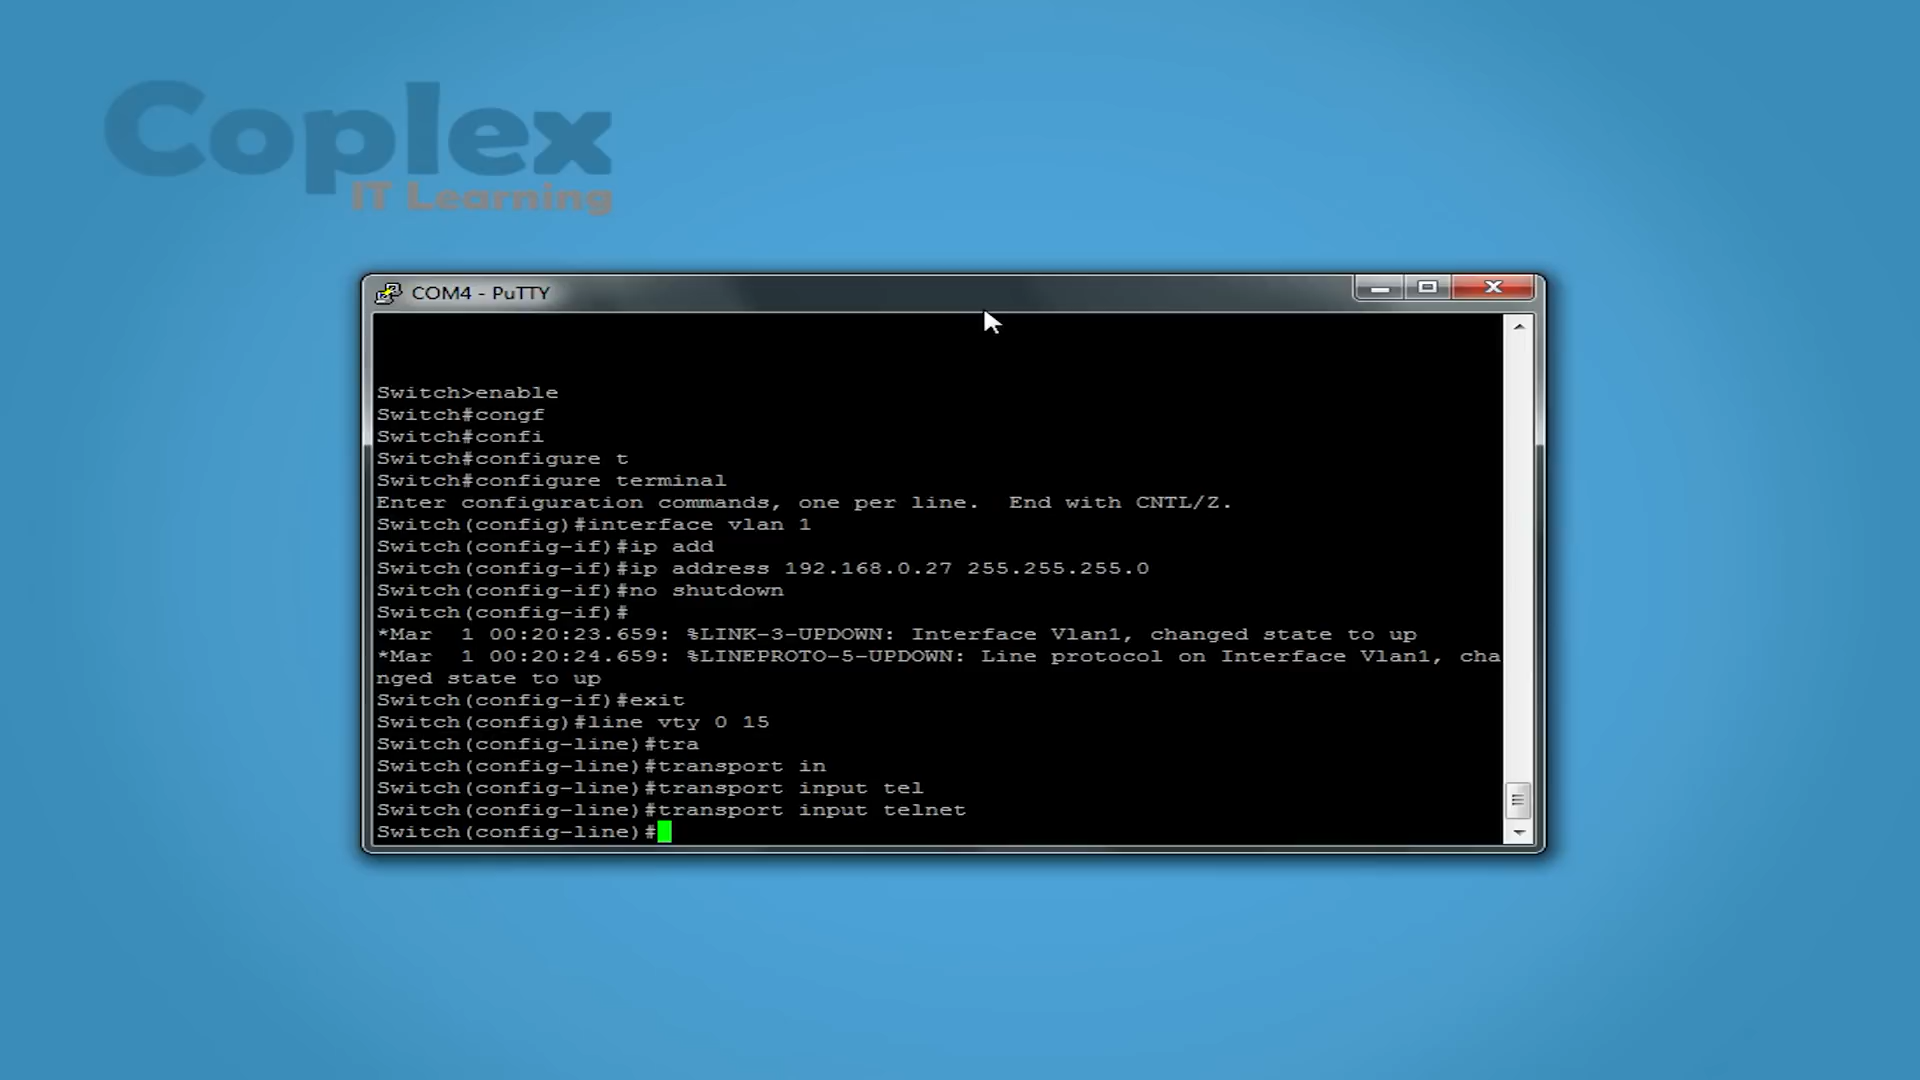 Coplex
IT Learning
COM4 - PuTTY
Switch>enable
Switch#congf
Switch#confi
Switch#configure t
Switch#configure terminal
Enter configuration commands, one per line.  End with CNTL/Z.
Switch(config)#interface vlan 1
Switch(config-if)#ip add
Switch(config-if)#ip address 192.168.0.27 255.255.255.0
Switch(config-if)#no shutdown
Switch(config-if)#
*Mar  1 00:20:23.659: %LINK-3-UPDOWN: Interface Vlan1, changed state to up
*Mar  1 00:20:24.659: %LINEPROTO-5-UPDOWN: Line protocol on Interface Vlan1, cha
nged state to up
Switch(config-if)#exit
Switch(config)#line vty 0 15
Switch(config-line)#tra
Switch(config-line)#transport in
Switch(config-line)#transport input tel
Switch(config-line)#transport input telnet
Switch(config-line)#